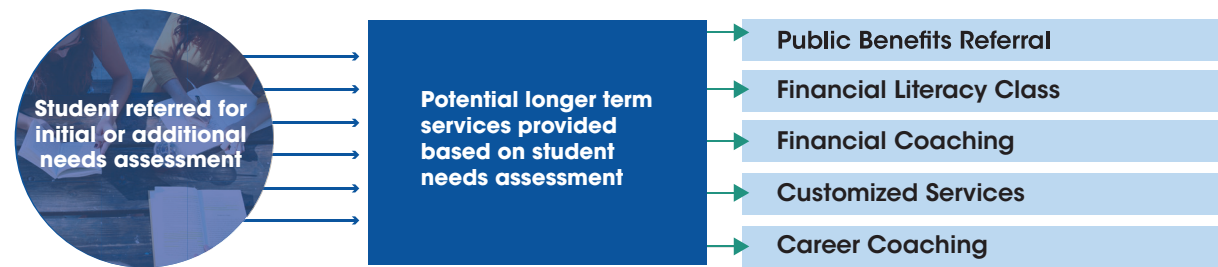 Student referred for
initial or additional
needs assessment
Potential longer term
services provided
based on student
needs assessment
Public Benefits Referral
Financial Literacy Class
Financial Coaching
Customized Services
Career Coaching